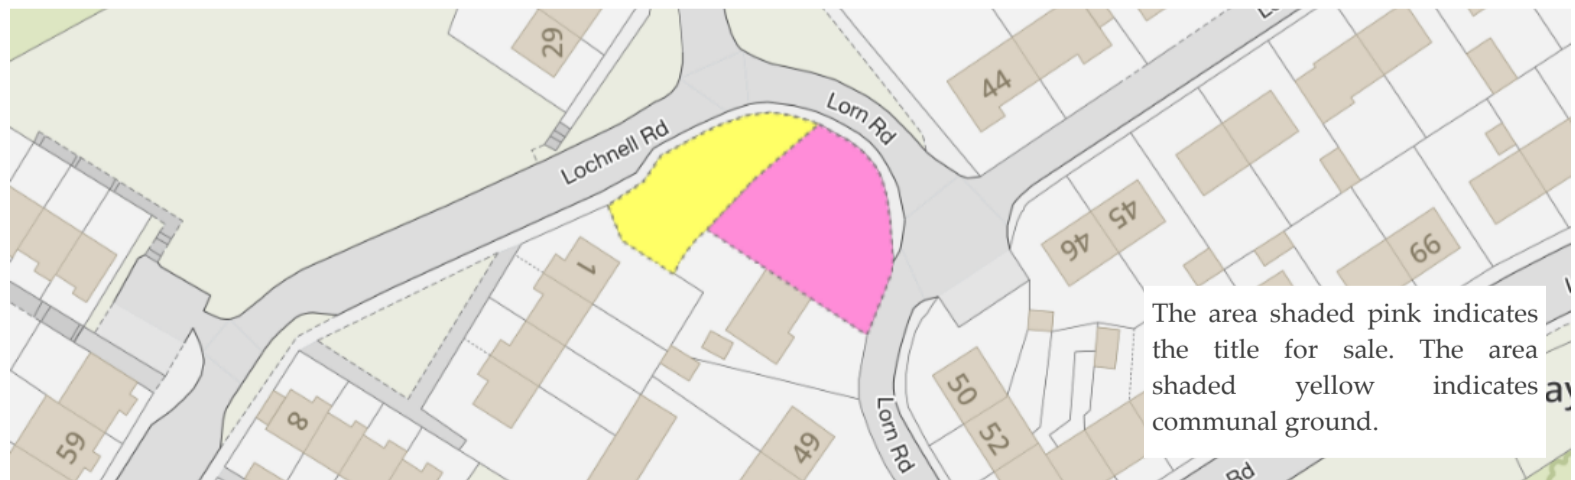 29
44
Lorn Rd
Lochnell Rd
45
46
66
1
The area shaded pink indicates
the title for sale. The area
shaded yellow indicates
communal ground.
50
52
8
59
49
Lorn Rd
Rd